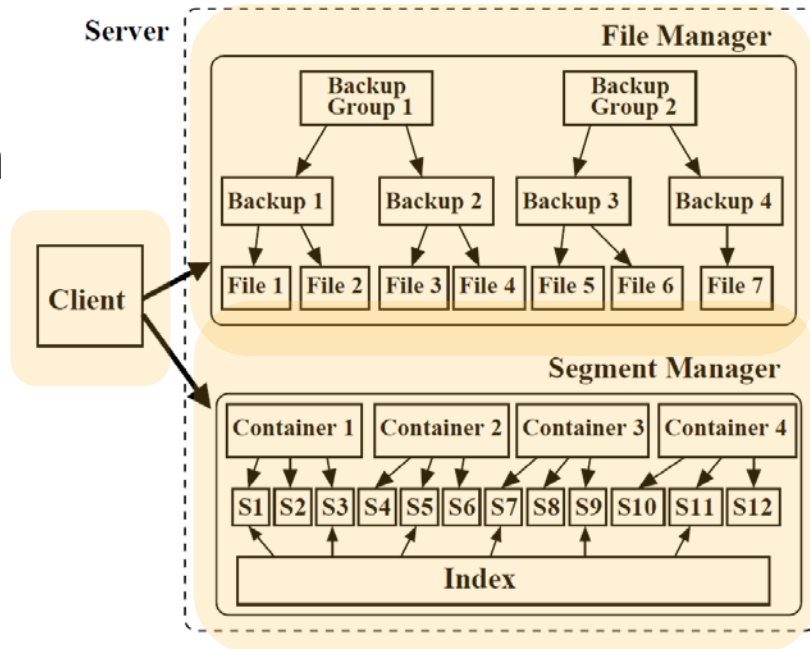 Server
File Manager
Backup
Group 1
Backup
Group 2
Backup 1
Backup 2
Backup 3
Backup 4
File 1
File 2
File 3
File 4
File 5
File 6
File 7
Client
Segment Manager
Container 1
Container 2
Container 3
Container 4
S1
S2
S3
S4
S5
S6
S7
S8
S9
S10
S11
S12
Index